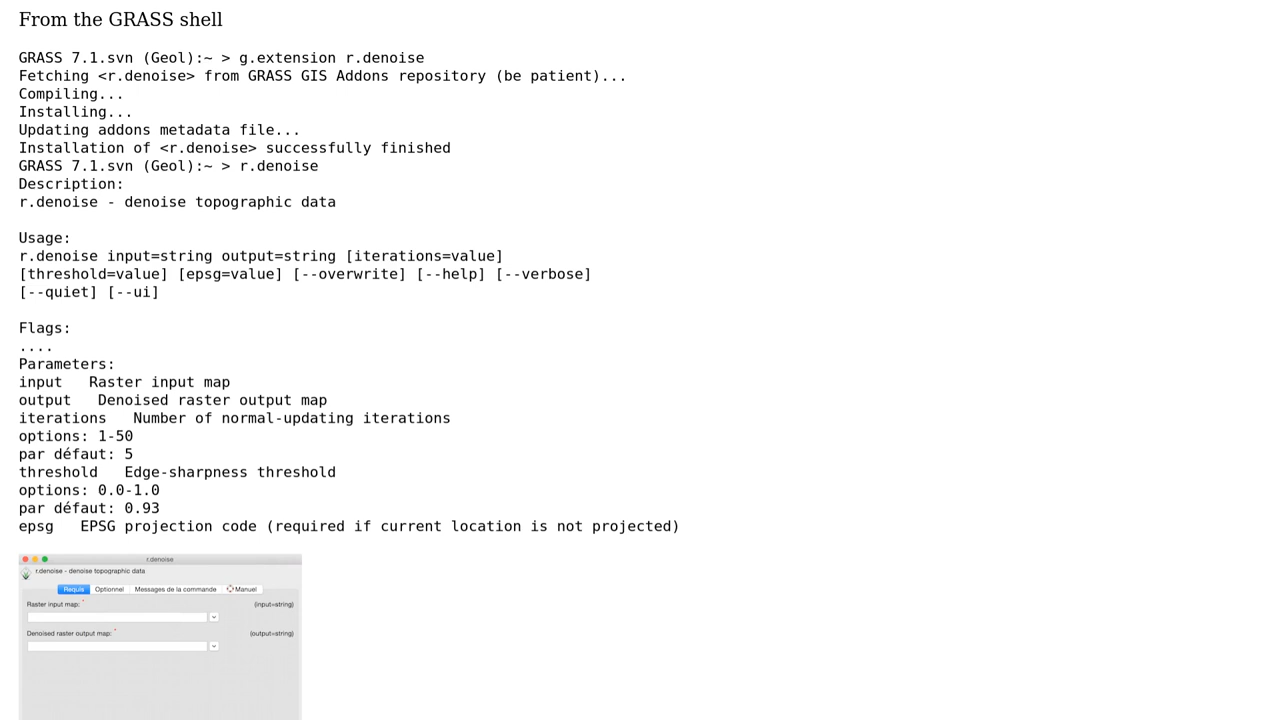 From the GRASS shell
GRASS 7.1.svn (Geol):~ > g.extension r.denoise
Fetching <r.denoise> from GRASS GIS Addons repository (be patient)...
Compiling...
Installing...
Updating addons metadata file...
Installation of <r.denoise> successfully finished
GRASS 7.1.svn (Geol):~ > r.denoise
Description:
r.denoise - denoise topographic data
Usage:
r.denoise input=string output=string [iterations=value]
[threshold=value] [epsg=value] [--overwrite] [--help] [--verbose]
[--quiet] [--ui]
Flags:
....
Parameters:
input   Raster input map
output   Denoised raster output map
iterations   Number of normal-updating iterations
options: 1-50
par défaut: 5
threshold   Edge-sharpness threshold
options: 0.0-1.0
par défaut: 0.93
epsg   EPSG projection code (required if current location is not projected)
r.denoise
r.denoise - denoise topographic data
Requis Optionnel Messages de la commande Manuel
Raster input map: * (input=string)
Denoised raster output map: * (output=string)